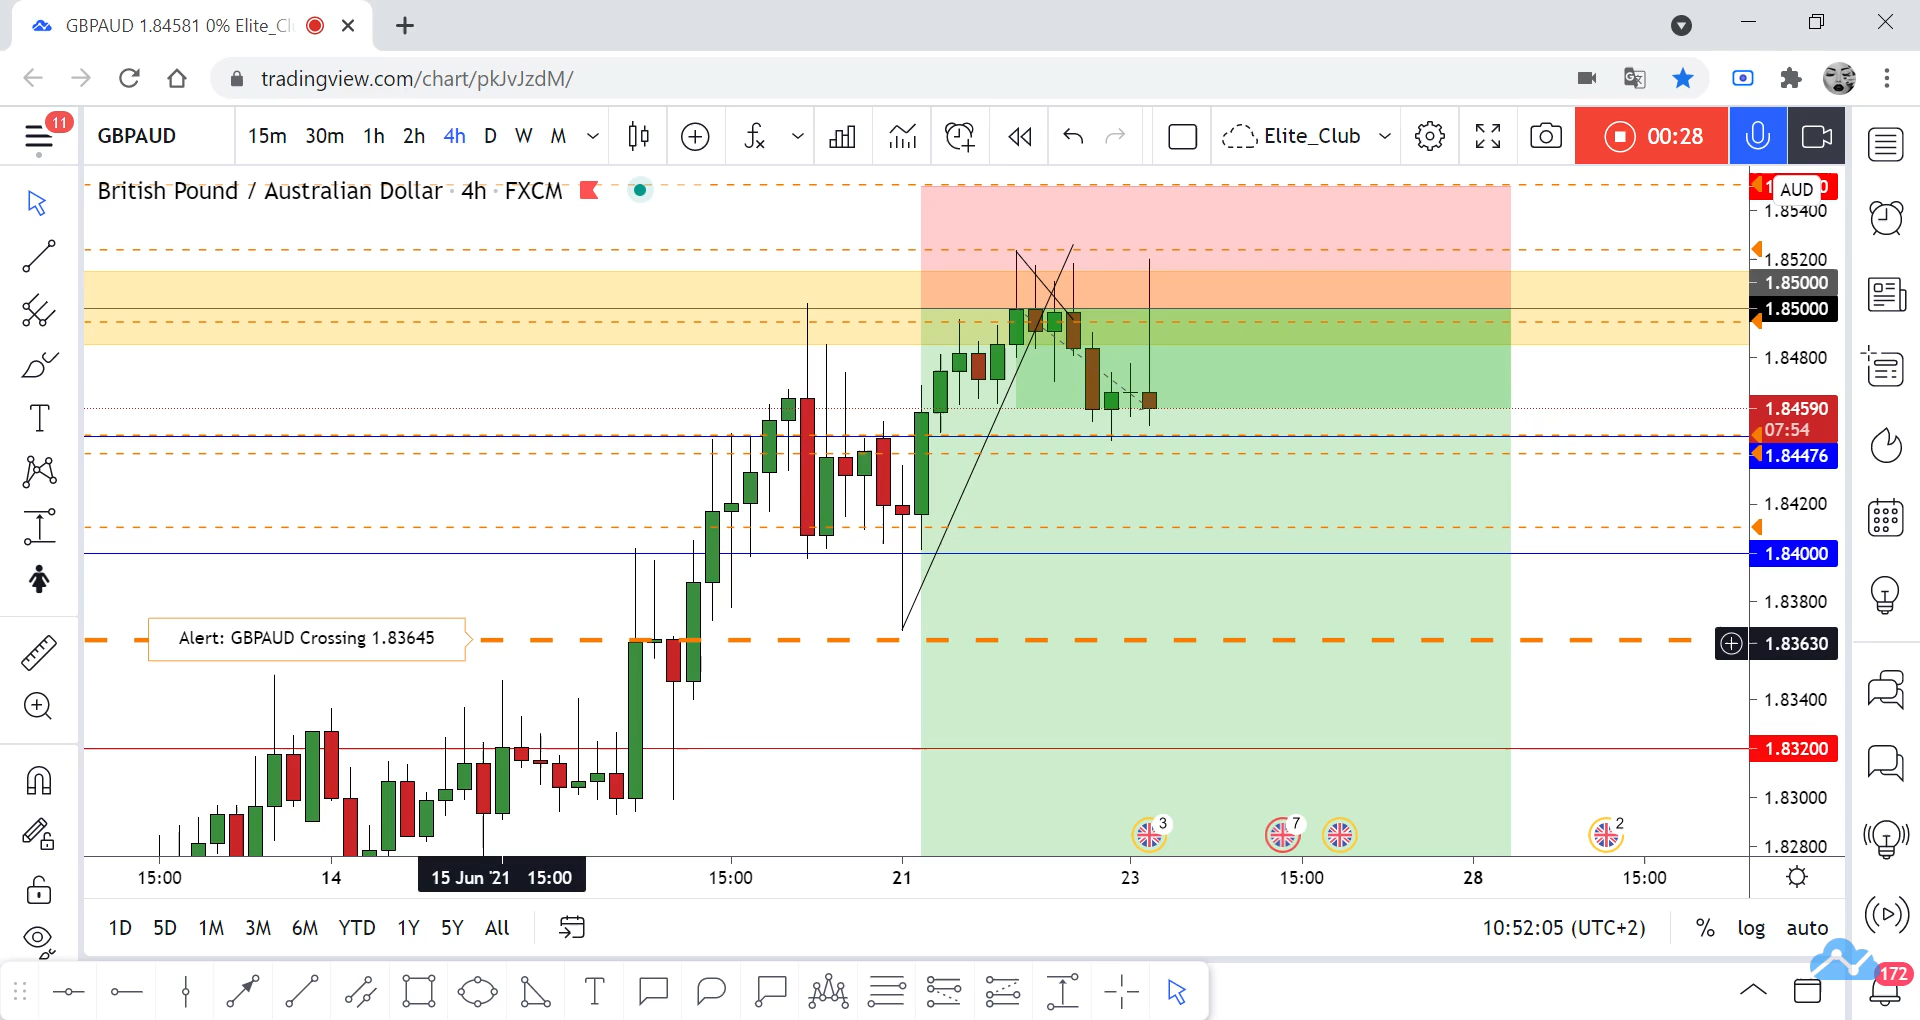 GBPAUD 1.84581 0% Elite_Cl
tradingview.com/chart/pkJvJzdM/
11
GBPAUD
15m 30m 1h 2h 4h D W M
Elite_Club
00:28
British Pound / Australian Dollar · 4h · FXCM
AUD
1.85400
1.85200
1.85000
1.85000
1.84800
1.84590
07:54
1.84476
1.84200
1.84000
1.83800
Alert: GBPAUD Crossing 1.83645
1.83630
1.83400
1.83200
1.83000
3
7
2
1.82800
15:00
14
15 Jun '21 15:00
15:00
21
23
15:00
28
15:00
1D 5D 1M 3M 6M YTD 1Y 5Y All
10:52:05 (UTC+2)
% log auto
172